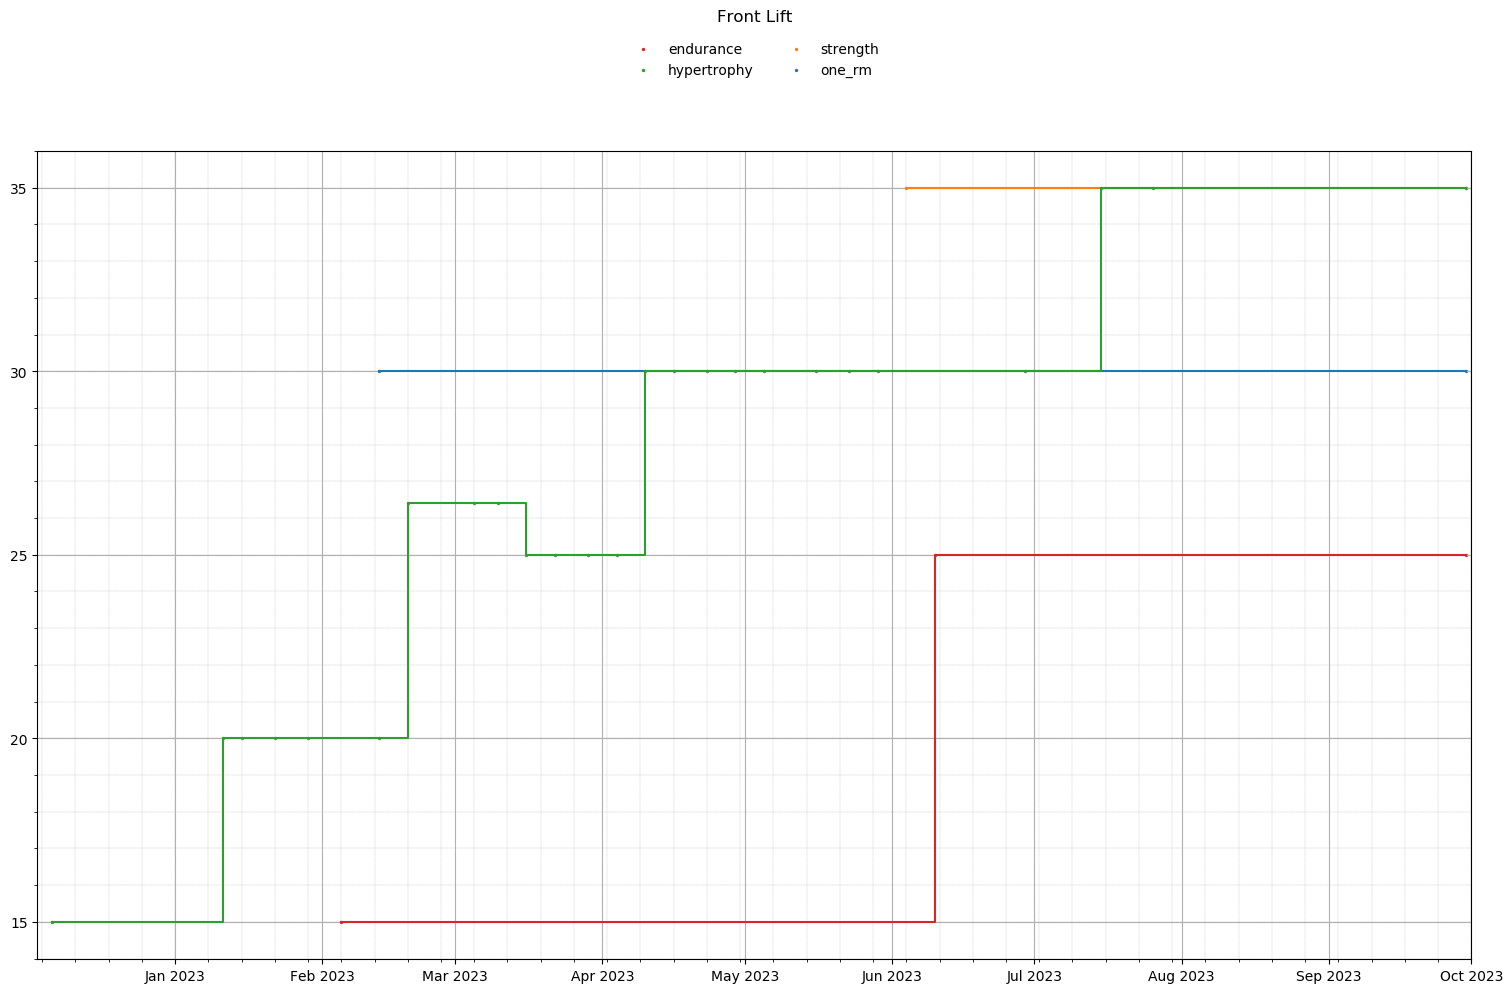 Front Lift
endurance strength
hypertrophy one_rm
35
30
25
20
15
Jan 2023 Feb 2023 Mar 2023 Apr 2023 May 2023 Jun 2023 Jul 2023 Aug 2023 Sep 2023 Oct 2023